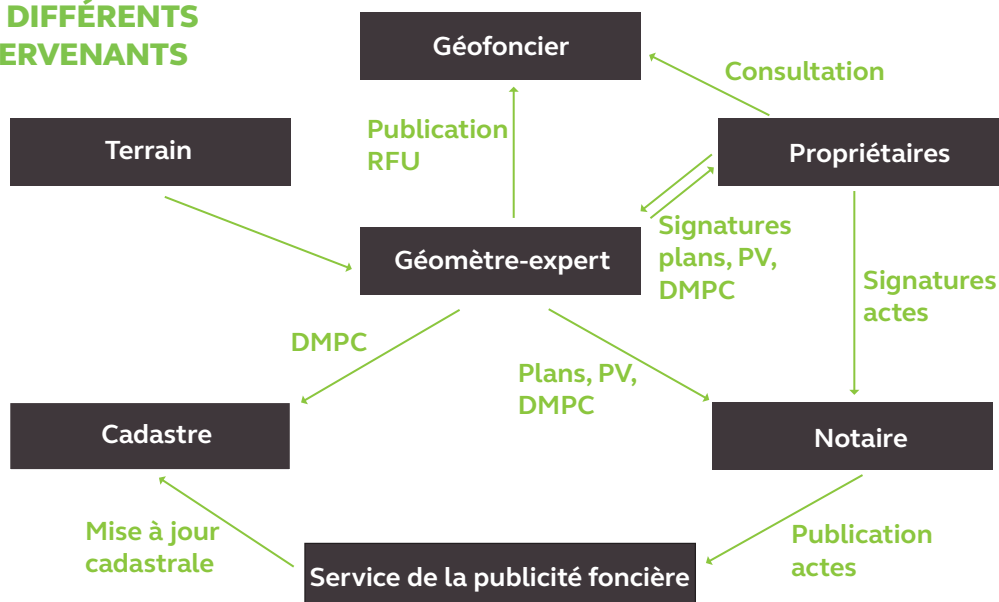 DIFFÉRENTS
ERVENANTS
Géofoncier
Consultation
Publication
RFU
Terrain
Propriétaires
Géomètre-expert
Signatures
plans, PV,
DMPC
Signatures
actes
DMPC
Plans, PV,
DMPC
Cadastre
Notaire
Mise à jour
cadastrale
Publication
actes
Service de la publicité foncière